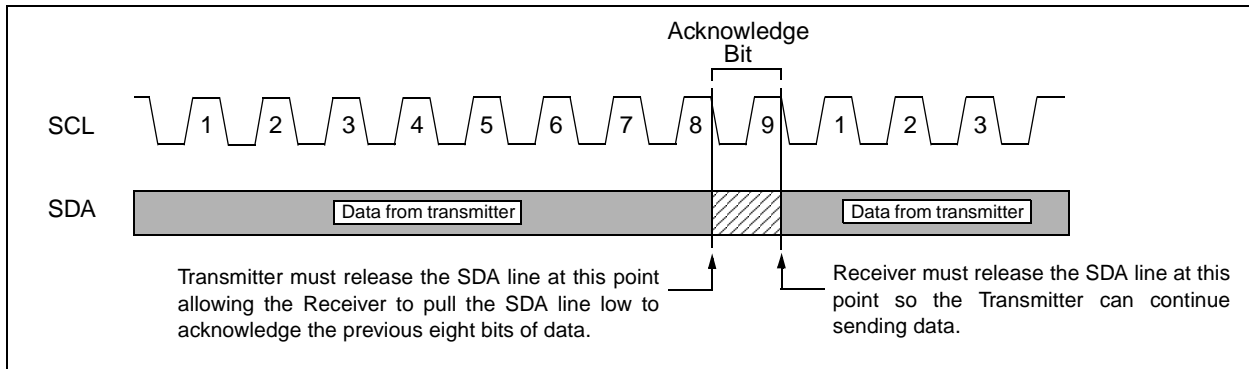 Acknowledge
Bit
SCL
1 2 3 4 5 6 7 8 9 1 2 3
SDA
Data from transmitter
Data from transmitter
Transmitter must release the SDA line at this point
allowing the Receiver to pull the SDA line low to
acknowledge the previous eight bits of data.
Receiver must release the SDA line at this
point so the Transmitter can continue
sending data.